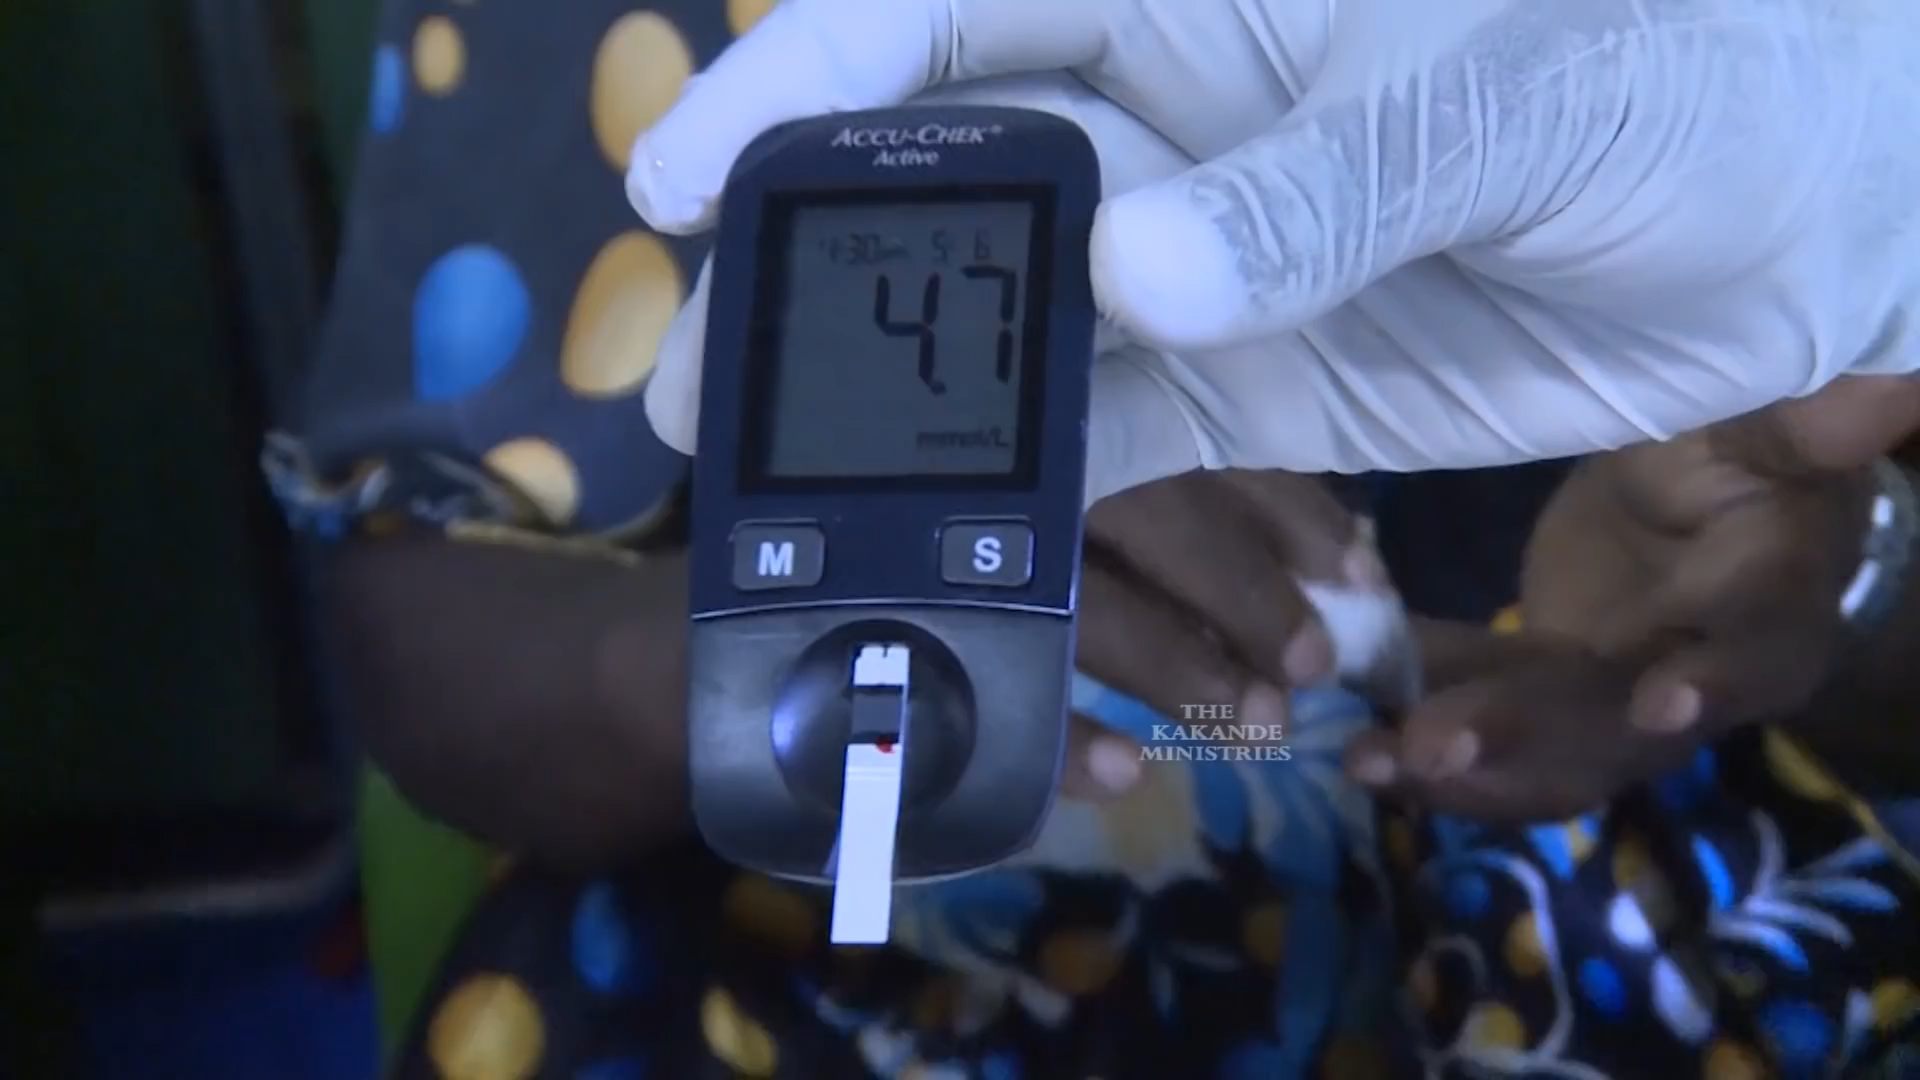 ACCU-CHEK®
Active
4.7
mmol/L
M
S
THE
KAKANDE
MINISTRIES